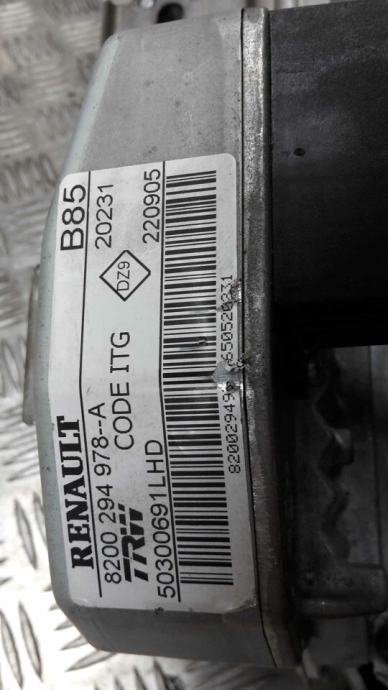 RENAULT B85
8200 294 978--A 20231
TRW CODE ITG DZ9
50300691LHD 220905